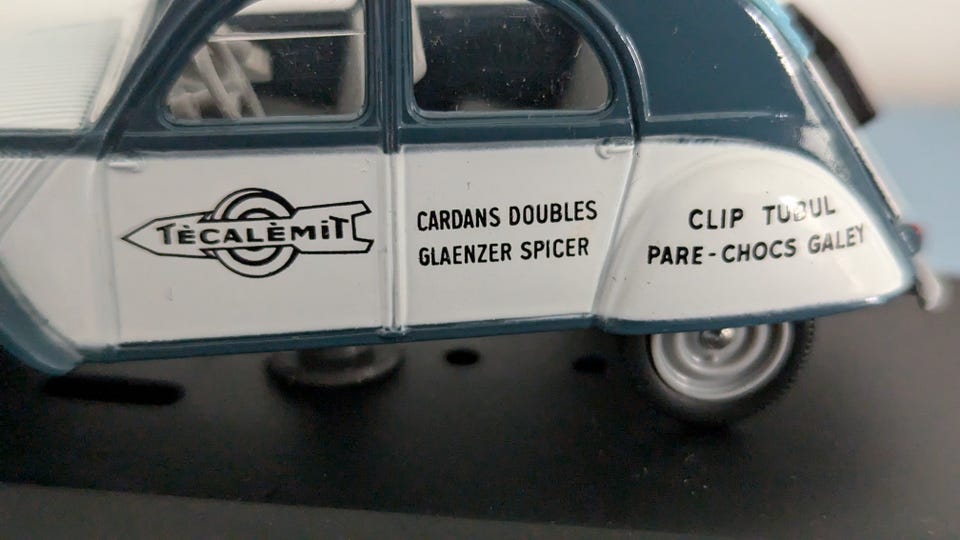 TÈCALÈMiT
CARDANS DOUBLES
GLAENZER SPICER
CLIP TUBUL
PARE-CHOCS GALEY